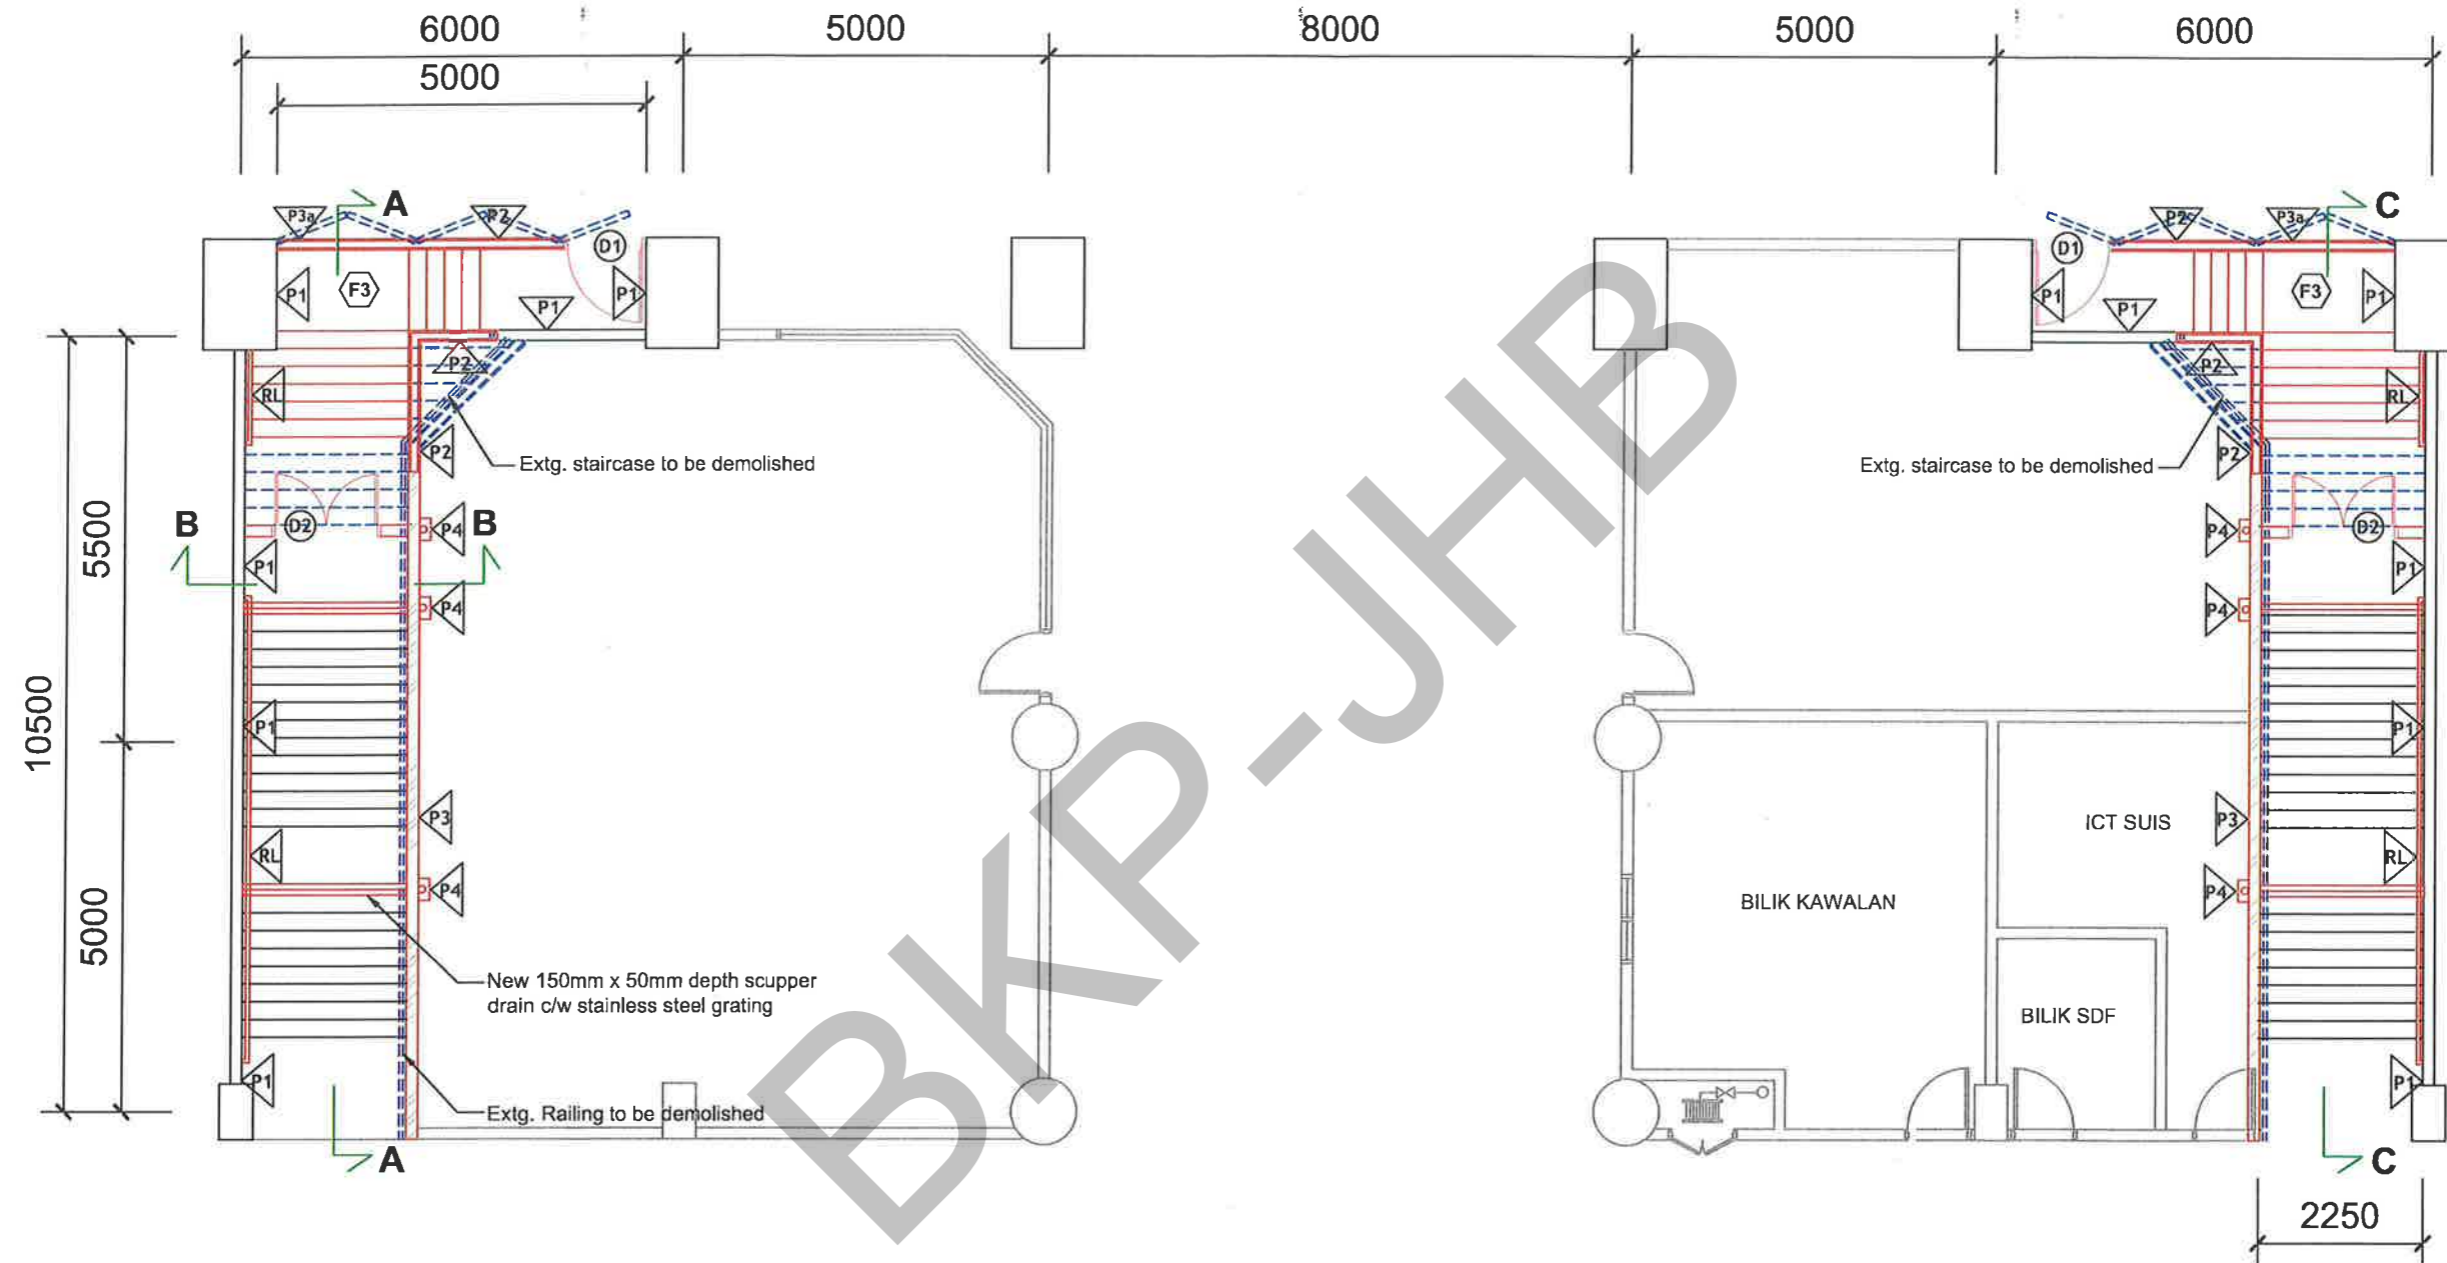 6000
5000
8000
5000
6000
5000
A
C
P3a
P2
P2
P3a
D1
D1
P1
F3
P1
P1
P1
P1
F3
P1
P2
P2
RL
RL
P2
Extg. staircase to be demolished
Extg. staircase to be demolished
P2
B
D2
P4
B
P4
D2
5500
P1
P1
P4
P4
10500
P1
P1
P3
ICT SUIS
P3
RL
RL
P4
P4
BILIK KAWALAN
5000
New 150mm x 50mm depth scupper
drain c/w stainless steel grating
BILIK SDF
P1
P1
Extg. Railing to be demolished
A
C
2250
BKP-JHB